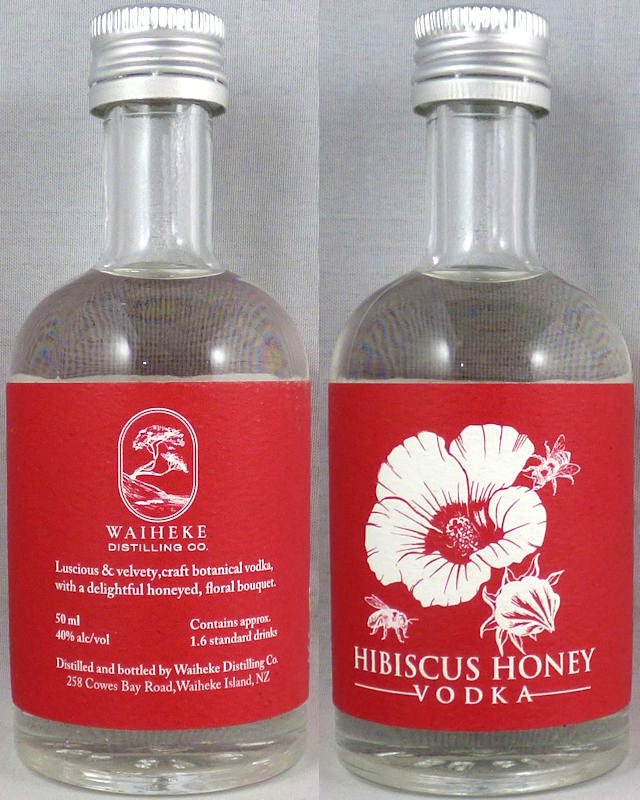 WAIHEKE
DISTILLING CO.
Luscious & velvety,craft botanical vodka,
with a delightful honeyed, floral bouquet.
50 ml
40% alc/vol
Contains approx.
1.6 standard drinks
Distilled and bottled by Waiheke Distilling Co.
258 Cowes Bay Road,Waiheke Island, NZ
HIBISCUS HONEY
VODKA